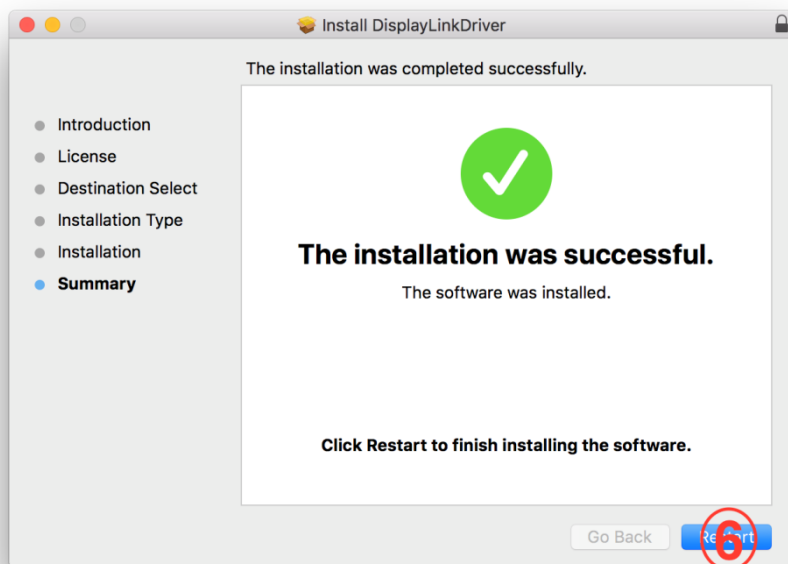 Install DisplayLinkDriver
The installation was completed successfully.
Introduction
License
Destination Select
Installation Type
Installation
Summary
The installation was successful.
The software was installed.
Click Restart to finish installing the software.
Go Back
Restart
6